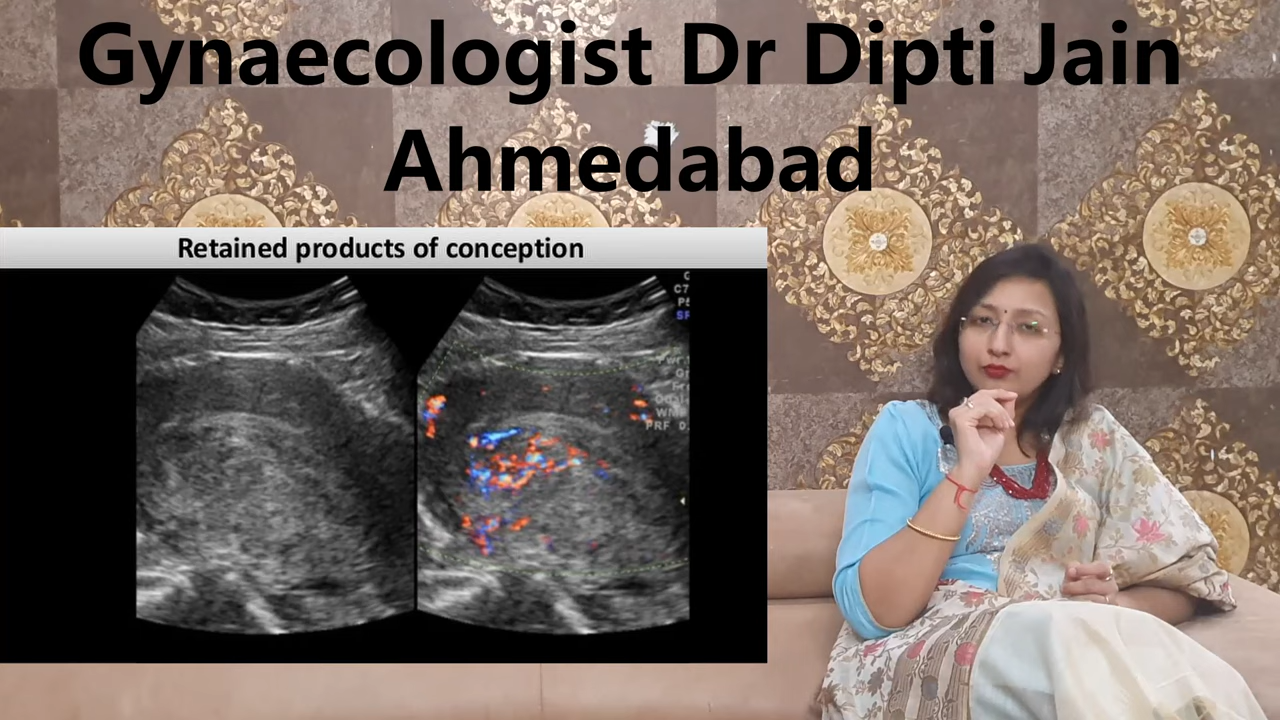 Gynaecologist Dr Dipti Jain
Ahmedabad
Retained products of conception